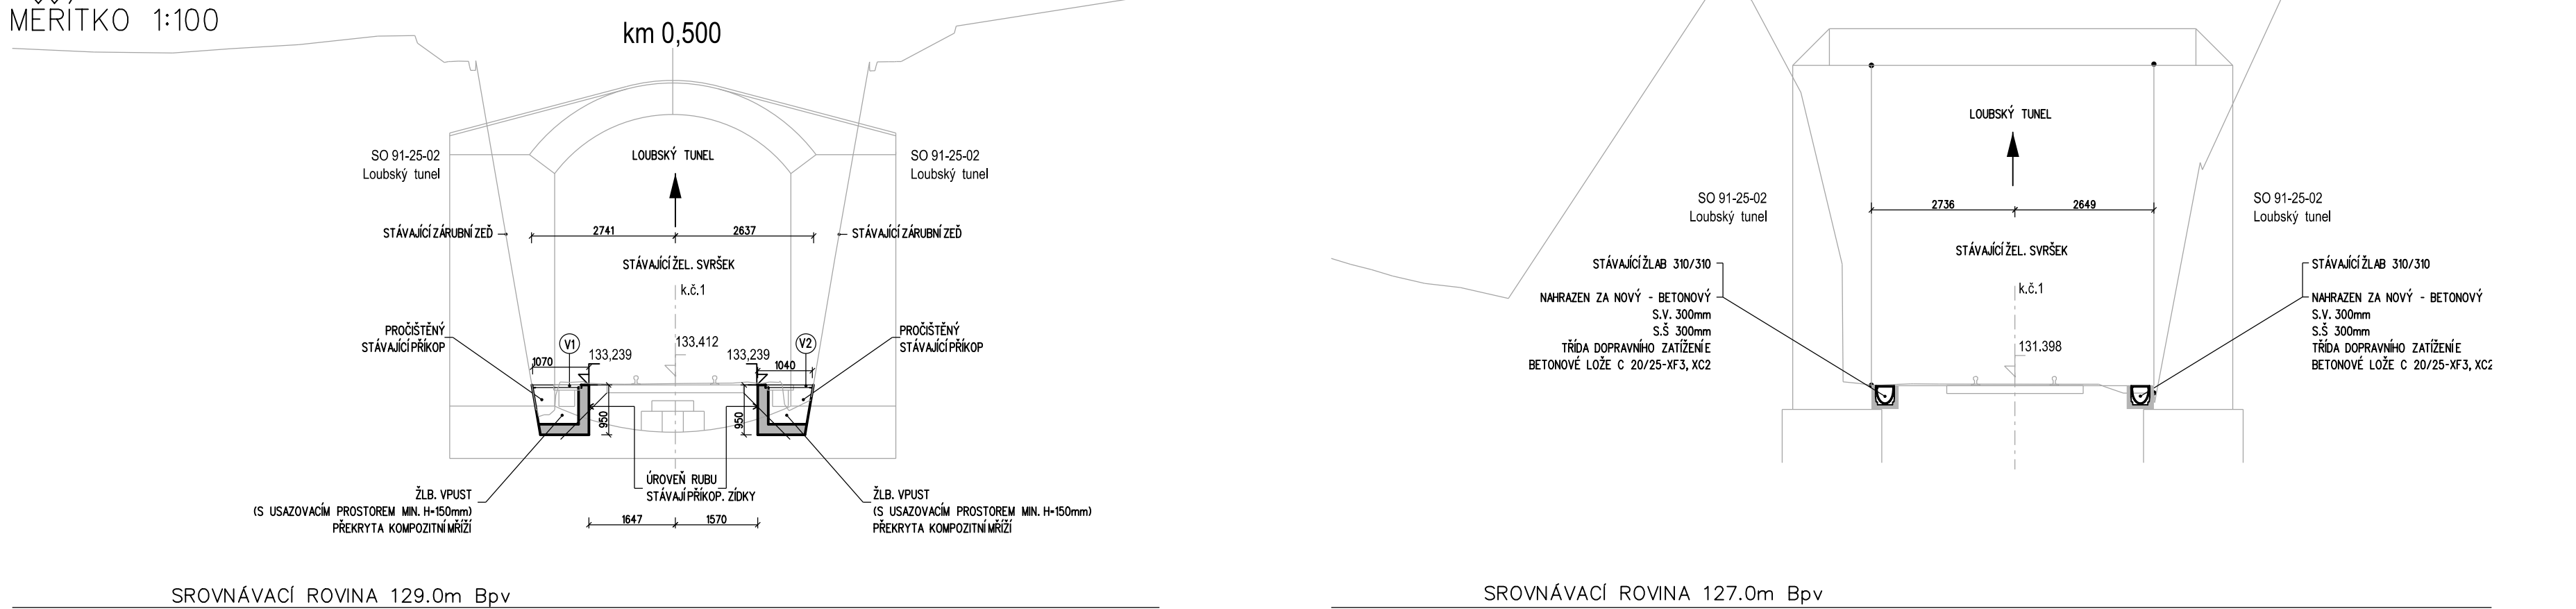 MĚŘÍTKO 1:100
km 0,500
LOUBSKÝ TUNEL
SO 91-25-02
Loubský tunel
SO 91-25-02
Loubský tunel
STÁVAJÍCÍ ZÁRUBNÍ ZEĎ
2741
2637
STÁVAJÍCÍ ZÁRUBNÍ ZEĎ
STÁVAJÍCÍ ŽEL. SVRŠEK
k.č.1
PROČIŠTĚNÝ
STÁVAJÍCÍ PŘÍKOP
V1
133.412
V2
PROČIŠTĚNÝ
STÁVAJÍCÍ PŘÍKOP
1070
133,239
133,239
1040
950
950
ÚROVEŇ RUBU
STÁVAJÍ PŘÍKOP. ZÍDKY
ŽLB. VPUST
(S USAZOVACÍM PROSTOREM MIN. H=150mm)
PŘEKRYTA KOMPOZITNÍ MŘÍŽÍ
ŽLB. VPUST
(S USAZOVACÍM PROSTOREM MIN. H=150mm)
PŘEKRYTA KOMPOZITNÍ MŘÍŽÍ
1647
1570
SROVNÁVACÍ ROVINA 129.0m Bpv
LOUBSKÝ TUNEL
SO 91-25-02
Loubský tunel
SO 91-25-02
Loubský tunel
2736
2649
STÁVAJÍCÍ ŽEL. SVRŠEK
k.č.1
STÁVAJÍCÍ ŽLAB 310/310
NAHRAZEN ZA NOVÝ - BETONOVÝ
S.V. 300mm
S.Š 300mm
TŘÍDA DOPRAVNÍHO ZATÍŽENÍ E
BETONOVÉ LOŽE C 20/25-XF3, XC2
STÁVAJÍCÍ ŽLAB 310/310
NAHRAZEN ZA NOVÝ - BETONOVÝ
S.V. 300mm
S.Š 300mm
TŘÍDA DOPRAVNÍHO ZATÍŽENÍ E
BETONOVÉ LOŽE C 20/25-XF3, XC2
131.398
SROVNÁVACÍ ROVINA 127.0m Bpv